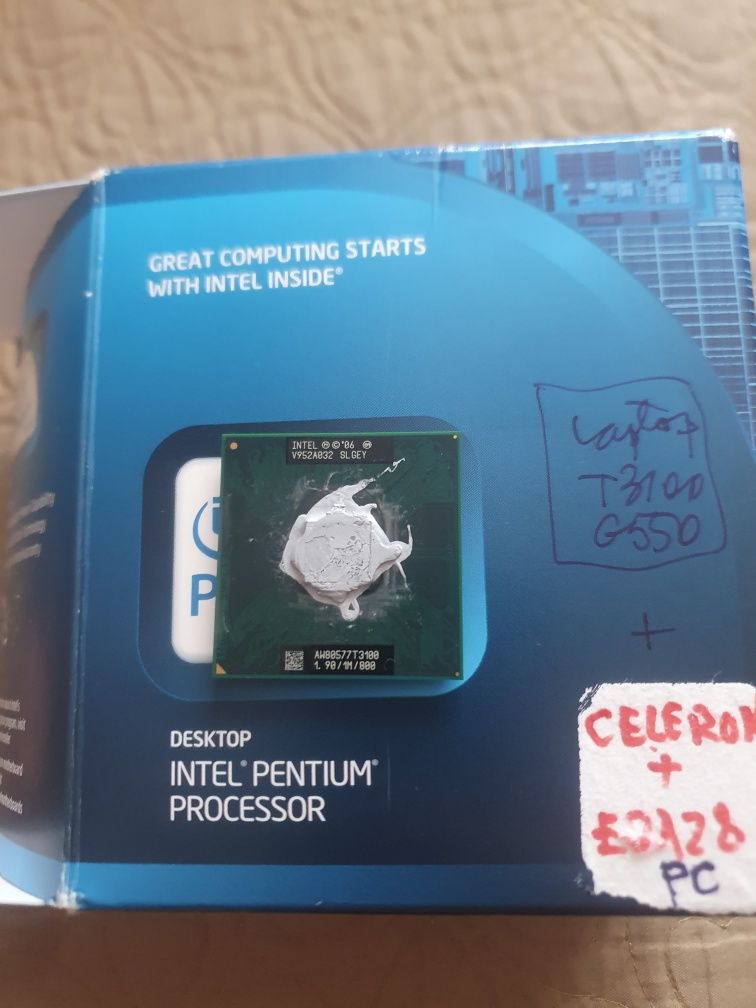 GREAT COMPUTING STARTS
WITH INTEL INSIDE®
INTEL Ⓜ ©'06
V952A032 SLGEY
P
AW80577T3100
1.90/1M/800
DESKTOP
INTEL® PENTIUM®
PROCESSOR
Laptop
T3100
G550
+
CELERON
+
PC